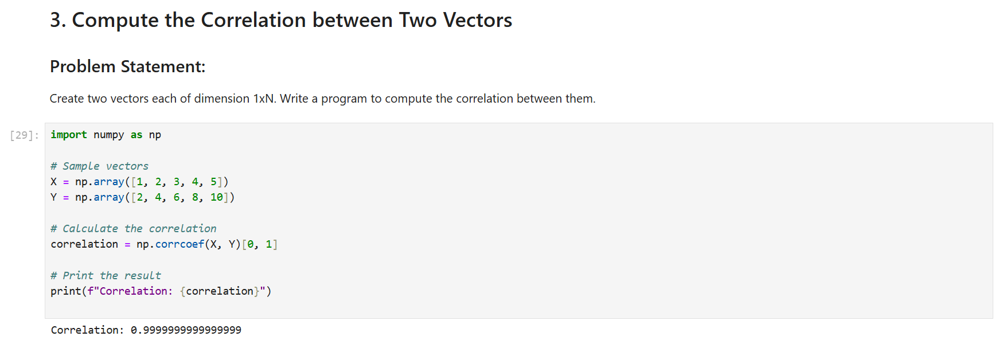 3. Compute the Correlation between Two Vectors
Problem Statement:
Create two vectors each of dimension 1xN. Write a program to compute the correlation between them.
[29]:
import numpy as np
# Sample vectors
X = np.array([1, 2, 3, 4, 5])
Y = np.array([2, 4, 6, 8, 10])
# Calculate the correlation
correlation = np.corrcoef(X, Y)[0, 1]
# Print the result
print(f"Correlation: {correlation}")
Correlation: 0.9999999999999999